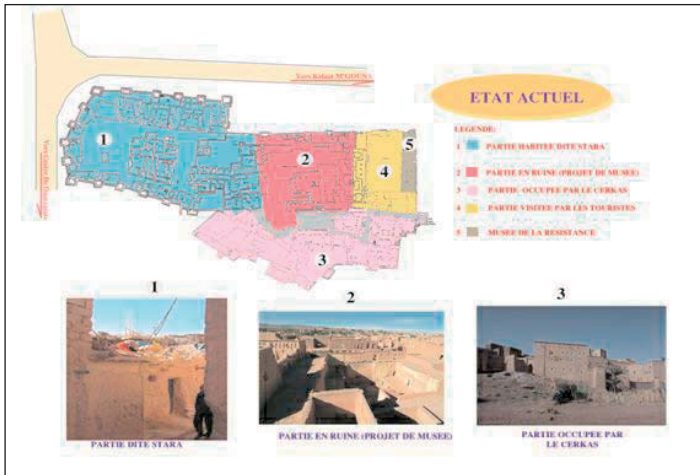 Vers Kalaat M'GOUNA
ETAT ACTUEL
LEGENDE:
1 PARTIE HABITEE DITE STARA
2 PARTIE EN RUINE (PROJET DE MUSEE)
3 PARTIE OCCUPEE PAR LE CERKAS
4 PARTIE VISITEE PAR LES TOURISTES
5 MUSEE DE LA RESISTANCE
1
2
4
5
3
1
2
3
PARTIE DITE STARA
PARTIE EN RUINE (PROJET DE MUSEE)
PARTIE OCCUPEE PAR
LE CERKAS